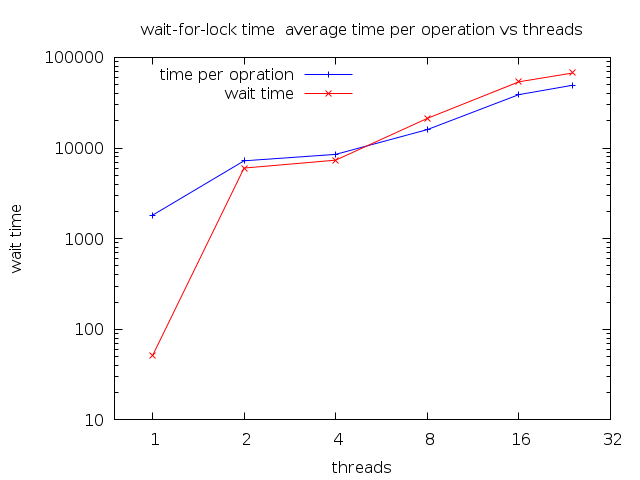 wait-for-lock time  average time per operation vs threads
100000
10000
1000
100
10
wait time
time per opration
wait time
1 2 4 8 16 32
threads